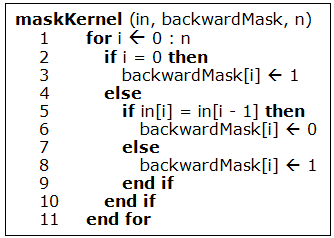 maskKernel (in, backwardMask, n)
1 for i ← 0 : n
2 if i = 0 then
3 backwardMask[i] ← 1
4 else
5 if in[i] = in[i - 1] then
6 backwardMask[i] ← 0
7 else
8 backwardMask[i] ← 1
9 end if
10 end if
11 end for